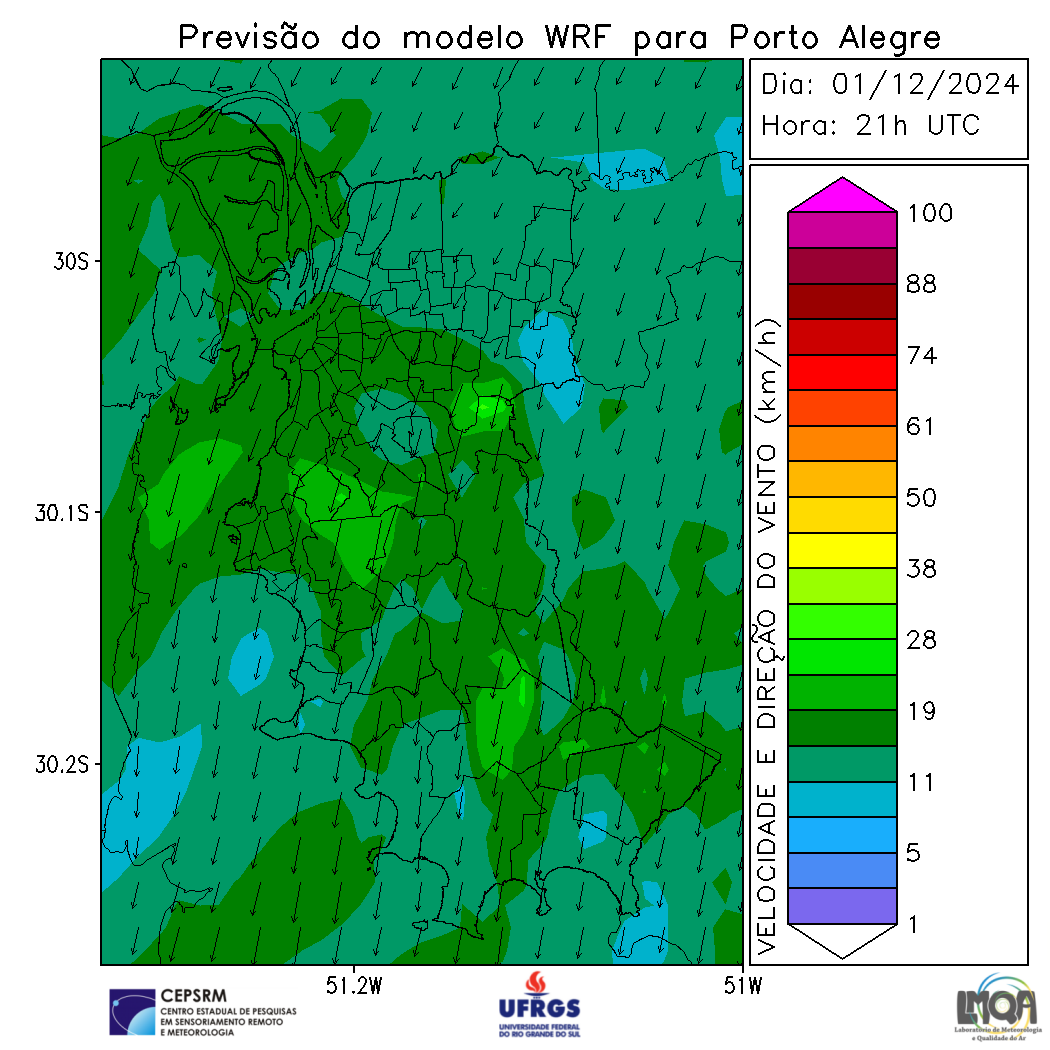 Previsão do modelo WRF para Porto Alegre
Dia: 01/12/2024
Hora: 21h UTC
100
88
74
61
50
38
28
19
11
5
1
VELOCIDADE E DIREÇÃO DO VENTO (km/h)
30S
30.1S
30.2S
51.2W
51W
CEPSRM
CENTRO ESTADUAL DE PESQUISAS
EM SENSORIAMENTO REMOTO
E METEOROLOGIA
UFRGS
UNIVERSIDADE FEDERAL
DO RIO GRANDE DO SUL
LMQA
Laboratório de Meteorologia
e Qualidade do Ar